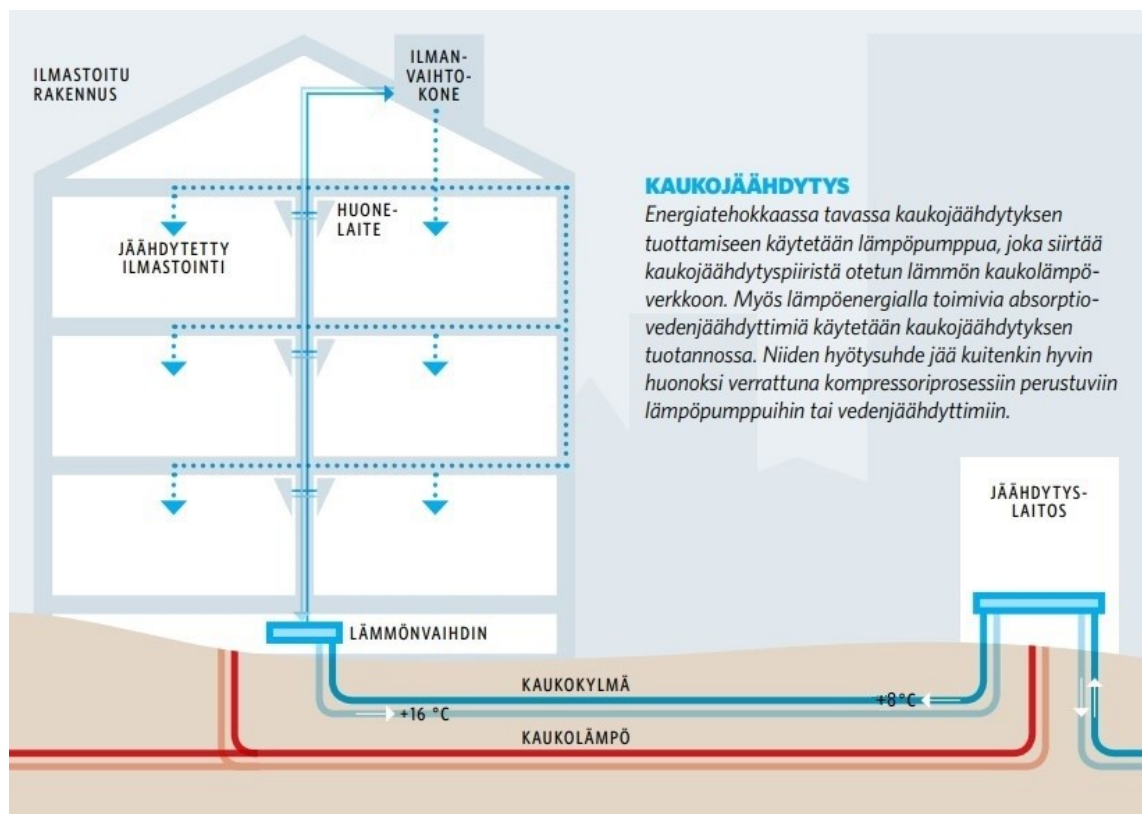 ILMASTOITU
RAKENNUS
ILMAN-
VAIHTO-
KONE
HUONE-
LAITE
JÄÄHDYTETTY
ILMASTOINTI
KAUKOJÄÄHDYTYS
Energiatehokkaassa tavassa kaukojäähdytyksen
tuottamiseen käytetään lämpöpumppua, joka siirtää
kaukojäähdytyspiiristä otetun lämmön kaukolämpö-
verkkoon. Myös lämpöenergialla toimivia absorptio-
vedenjäähdyttimiä käytetään kaukojäähdytyksen
tuotannossa. Niiden hyötysuhde jää kuitenkin hyvin
huonoksi verrattuna kompressoriprosessiin perustuviin
lämpöpumppuihin tai vedenjäähdyttimiin.
JÄÄHDYTYS-
LAITOS
LÄMMÖNVAIHDIN
KAUKOKYLMÄ
+8°C
+16 °C
KAUKOLÄMPÖ